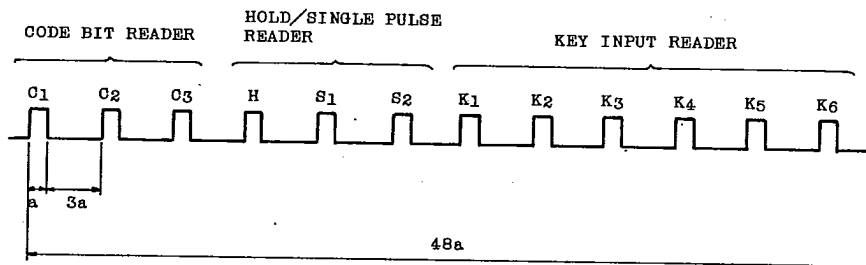 HOLD/SINGLE PULSE
CODE BIT READER READER KEY INPUT READER
C1 C2 C3 H S1 S2 K1 K2 K3 K4 K5 K6
a 3a
48a